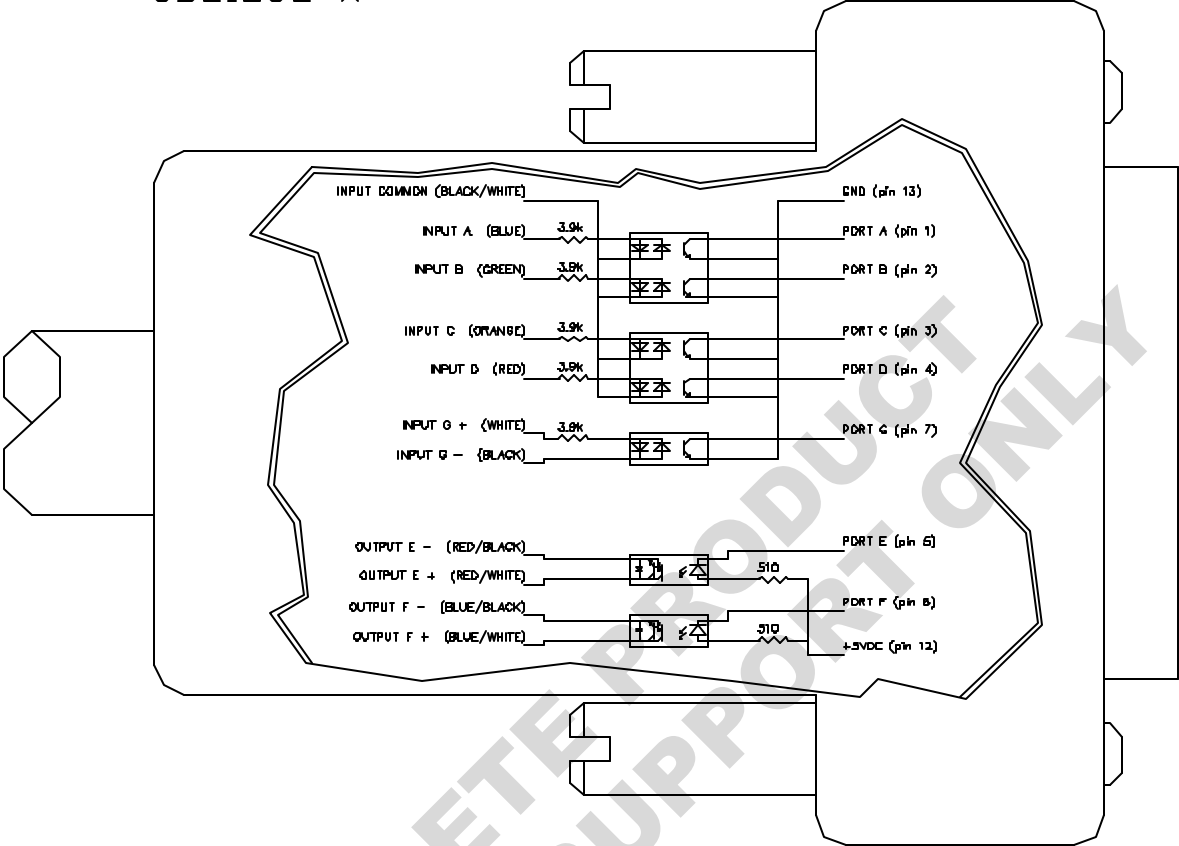 INPUT COMMON (BLACK/WHITE)
GND (pin 13)
INPUT A (BLUE)
3.9k
PORT A (pin 1)
INPUT B (GREEN)
3.9k
PORT B (pin 2)
INPUT C (ORANGE)
3.9k
PORT C (pin 3)
INPUT D (RED)
3.9k
PORT D (pin 4)
INPUT G + (WHITE)
3.9k
PORT G (pin 7)
INPUT G - (BLACK)
OUTPUT E - (RED/BLACK)
PORT E (pin 5)
OUTPUT E + (RED/WHITE)
510
OUTPUT F - (BLUE/BLACK)
PORT F (pin 6)
OUTPUT F + (BLUE/WHITE)
510
+5VDC (pin 12)
PRODUCT
SUPPORT ONLY